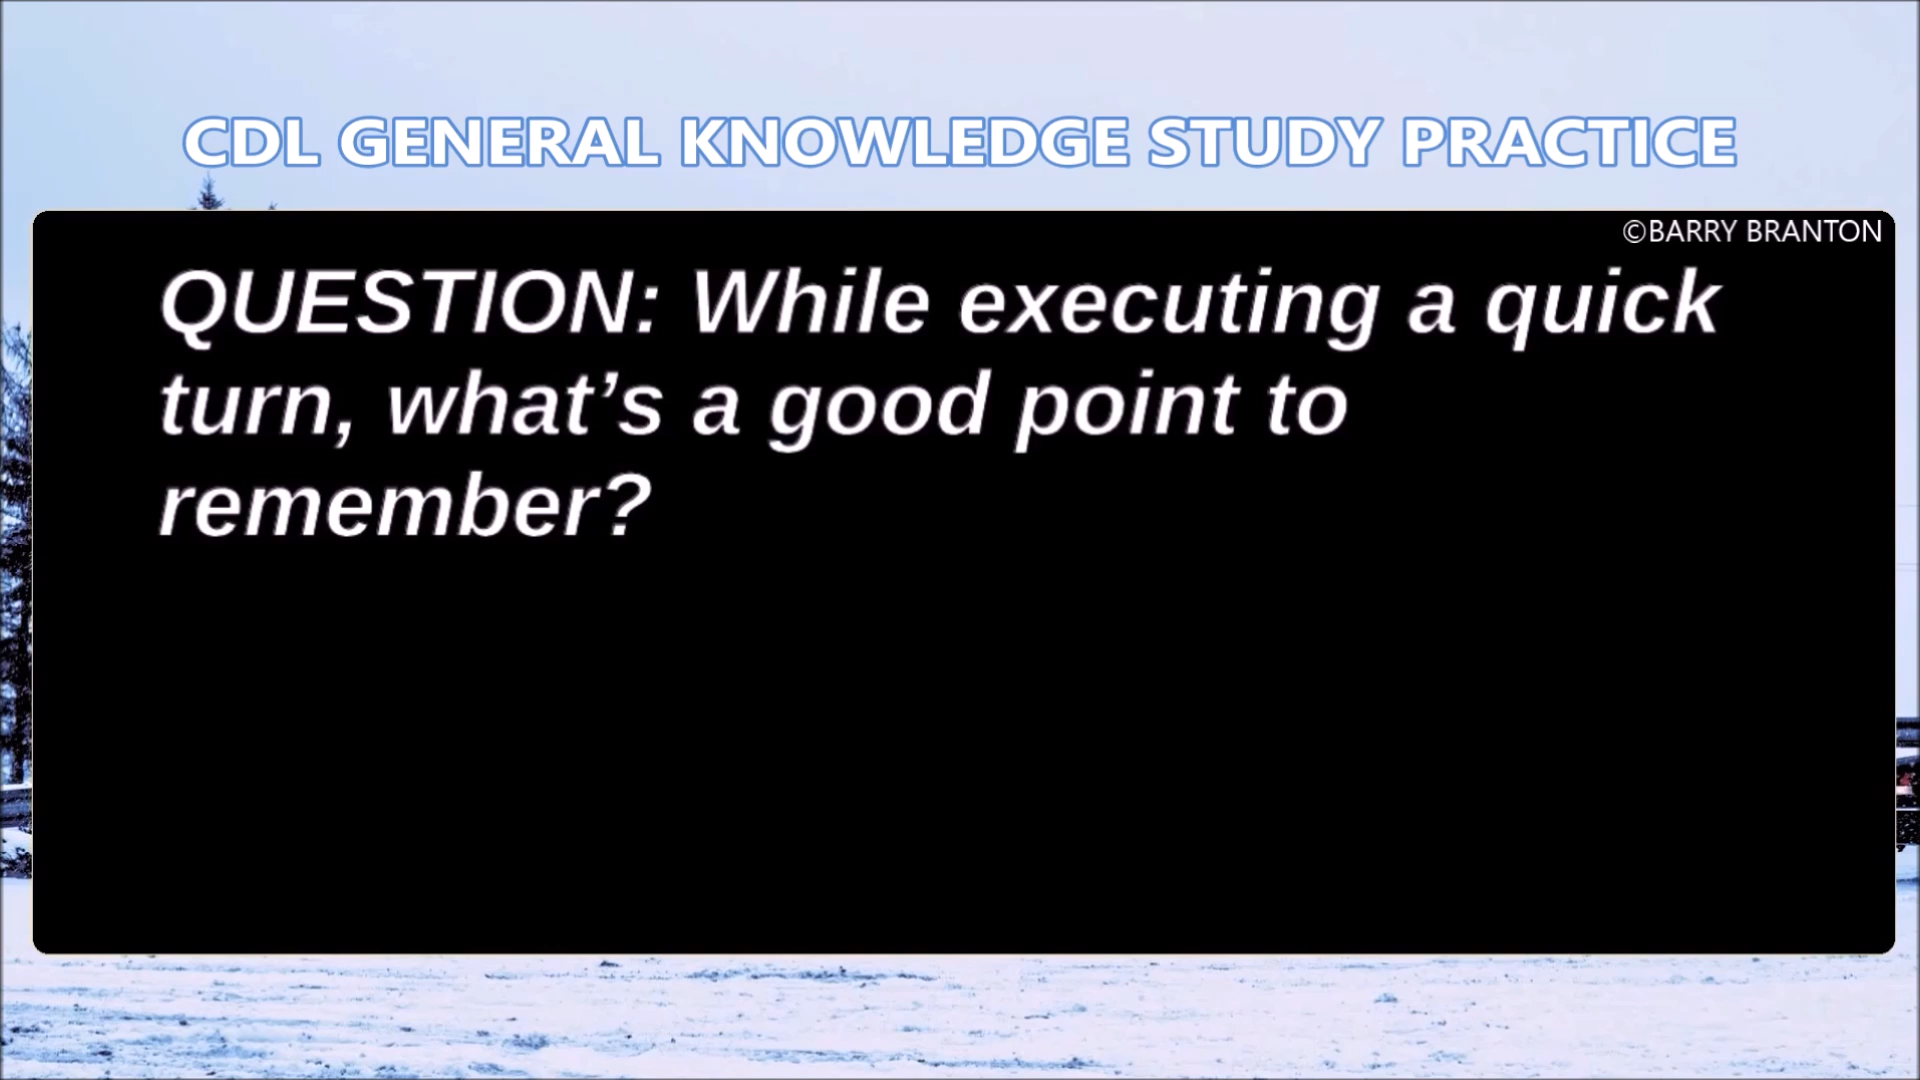 CDL GENERAL KNOWLEDGE STUDY PRACTICE
©BARRY BRANTON
QUESTION: While executing a quick
turn, what’s a good point to
remember?